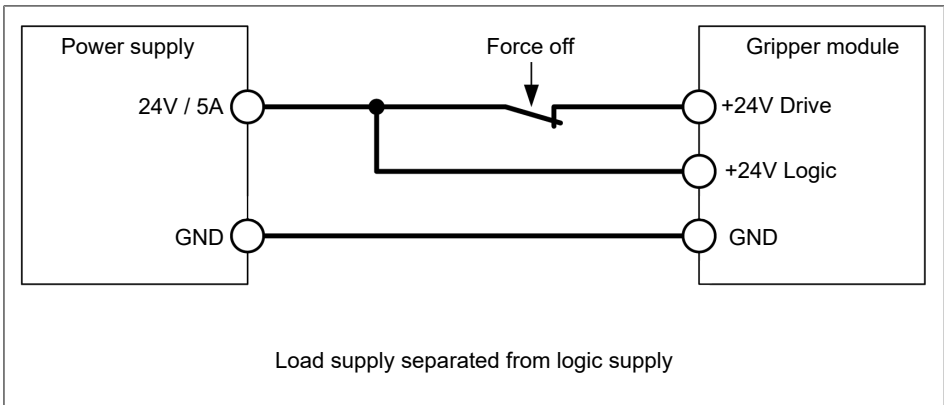 Power supply
Force off
Gripper module
24V / 5A
+24V Drive
+24V Logic
GND
GND
Load supply separated from logic supply